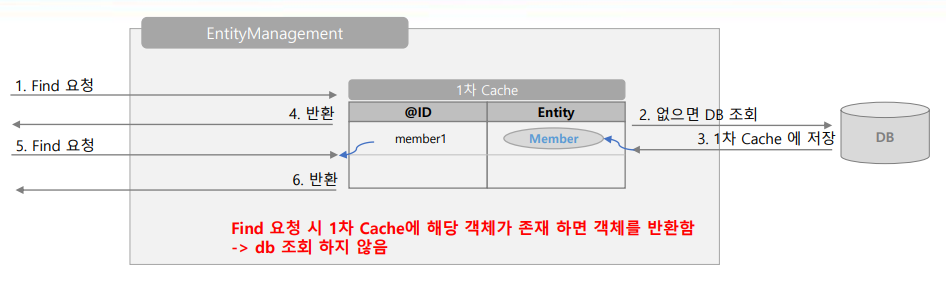 EntityManagement
1. Find 요청
1차 Cache
4. 반환
@ID
Entity
2. 없으면 DB 조회
5. Find 요청
member1
Member
3. 1차 Cache 에 저장
DB
6. 반환
Find 요청 시 1차 Cache에 해당 객체가 존재 하면 객체를 반환함
-> db 조회 하지 않음